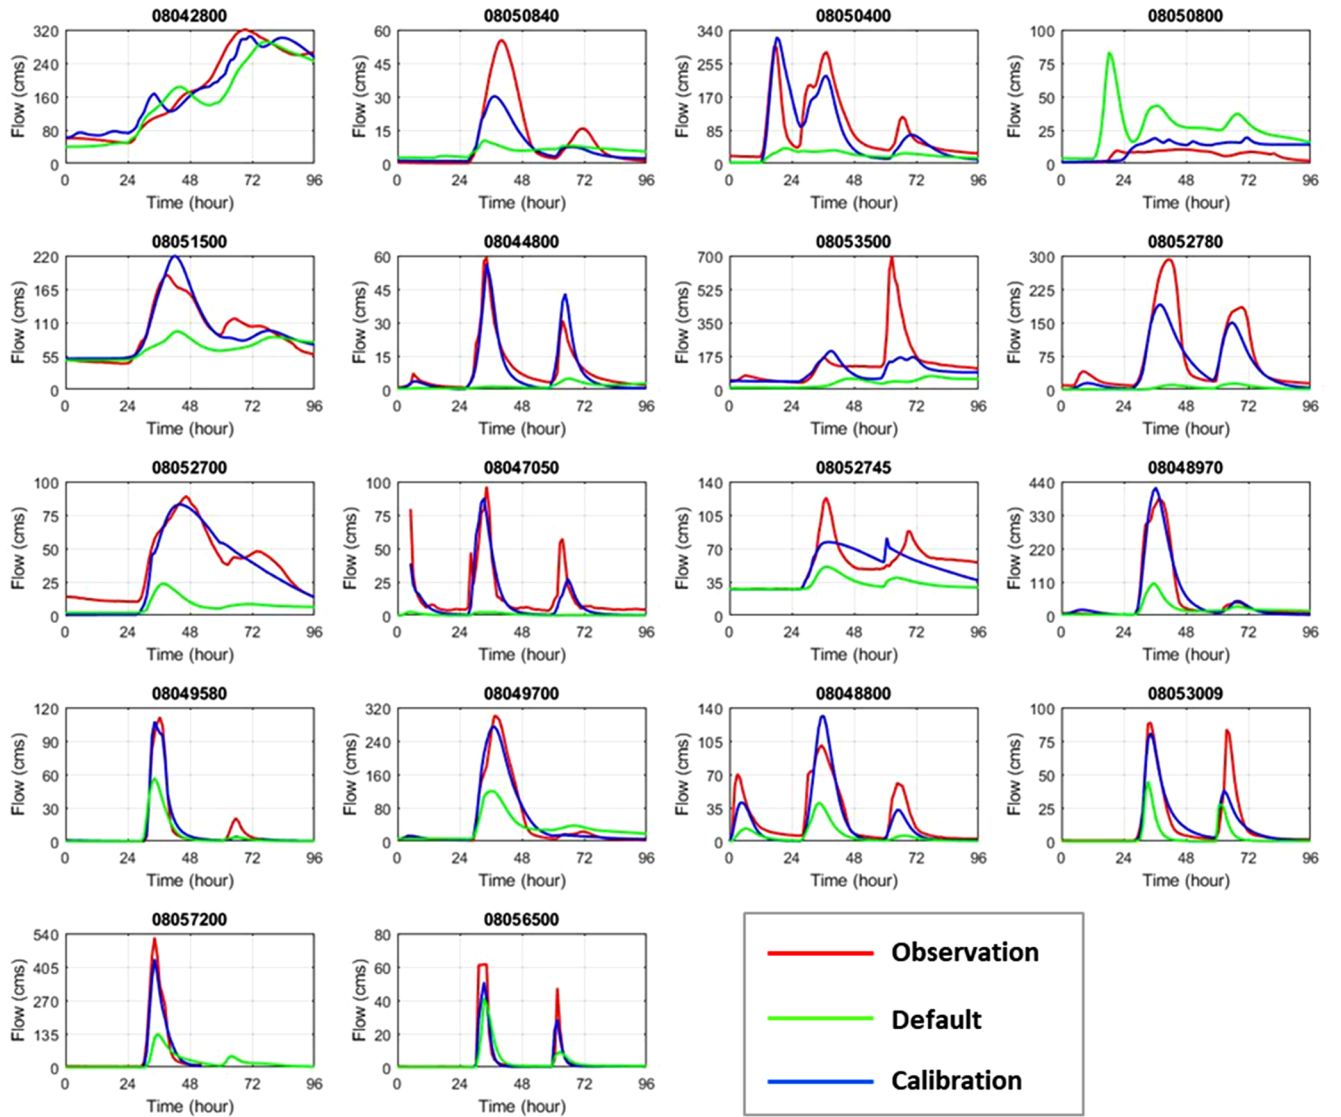 08042800
320
240
160
80
0
Flow (cms)
0 24 48 72 96
Time (hour)
08050840
60
45
30
15
0
Flow (cms)
0 24 48 72 96
Time (hour)
08050400
340
255
170
85
0
Flow (cms)
0 24 48 72 96
Time (hour)
08050800
100
75
50
25
0
Flow (cms)
0 24 48 72 96
Time (hour)
08051500
220
165
110
55
0
Flow (cms)
0 24 48 72 96
Time (hour)
08044800
60
45
30
15
0
Flow (cms)
0 24 48 72 96
Time (hour)
08053500
700
525
350
175
0
Flow (cms)
0 24 48 72 96
Time (hour)
08052780
300
225
150
75
0
Flow (cms)
0 24 48 72 96
Time (hour)
08052700
100
75
50
25
0
Flow (cms)
0 24 48 72 96
Time (hour)
08047050
100
75
50
25
0
Flow (cms)
0 24 48 72 96
Time (hour)
08052745
140
105
70
35
0
Flow (cms)
0 24 48 72 96
Time (hour)
08048970
440
330
220
110
0
Flow (cms)
0 24 48 72 96
Time (hour)
08049580
120
90
60
30
0
Flow (cms)
0 24 48 72 96
Time (hour)
08049700
320
240
160
80
0
Flow (cms)
0 24 48 72 96
Time (hour)
08048800
140
105
70
35
0
Flow (cms)
0 24 48 72 96
Time (hour)
08053009
100
75
50
25
0
Flow (cms)
0 24 48 72 96
Time (hour)
08057200
540
405
270
135
0
Flow (cms)
0 24 48 72 96
Time (hour)
08056500
80
60
40
20
0
Flow (cms)
0 24 48 72 96
Time (hour)
Observation
Default
Calibration